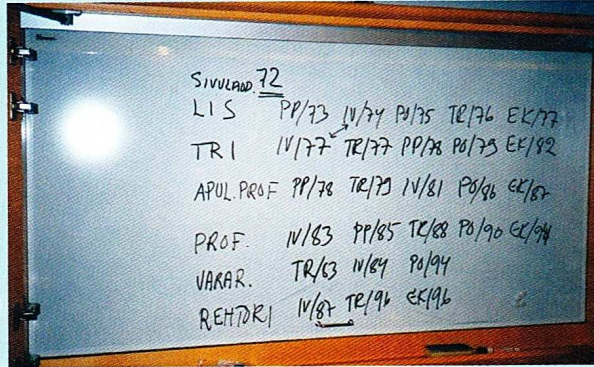 SIVULAUD. 72
LIS PP/73 IV/74 PO/75 TR/76 EK/77
TRI IV/77 TR/77 PP/78 PO/79 EK/82
APUL.PROF PP/78 TR/79 IV/81 PO/86 EK/87
PROF. IV/83 PP/85 TR/88 PO/90 EK/94
VARAR. TR/83 IV/84 PO/94
REHTORI IV/87 TR/96 EK/96